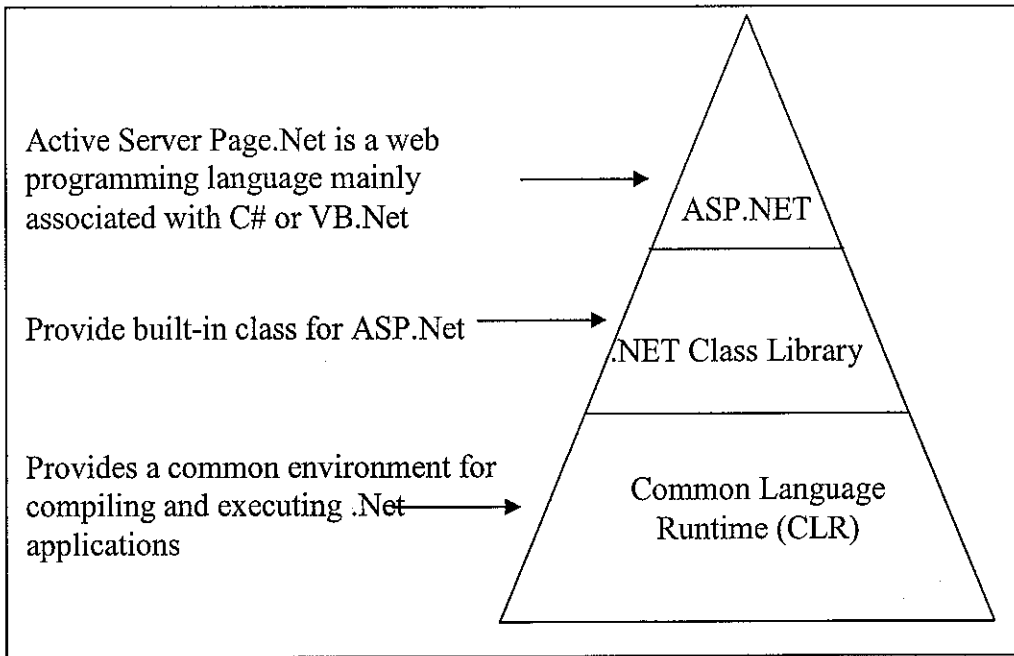 Active Server Page.Net is a web
programming language mainly
associated with C# or VB.Net
ASP.NET
Provide built-in class for ASP.Net
.NET Class Library
Provides a common environment for
compiling and executing .Net
applications
Common Language
Runtime (CLR)